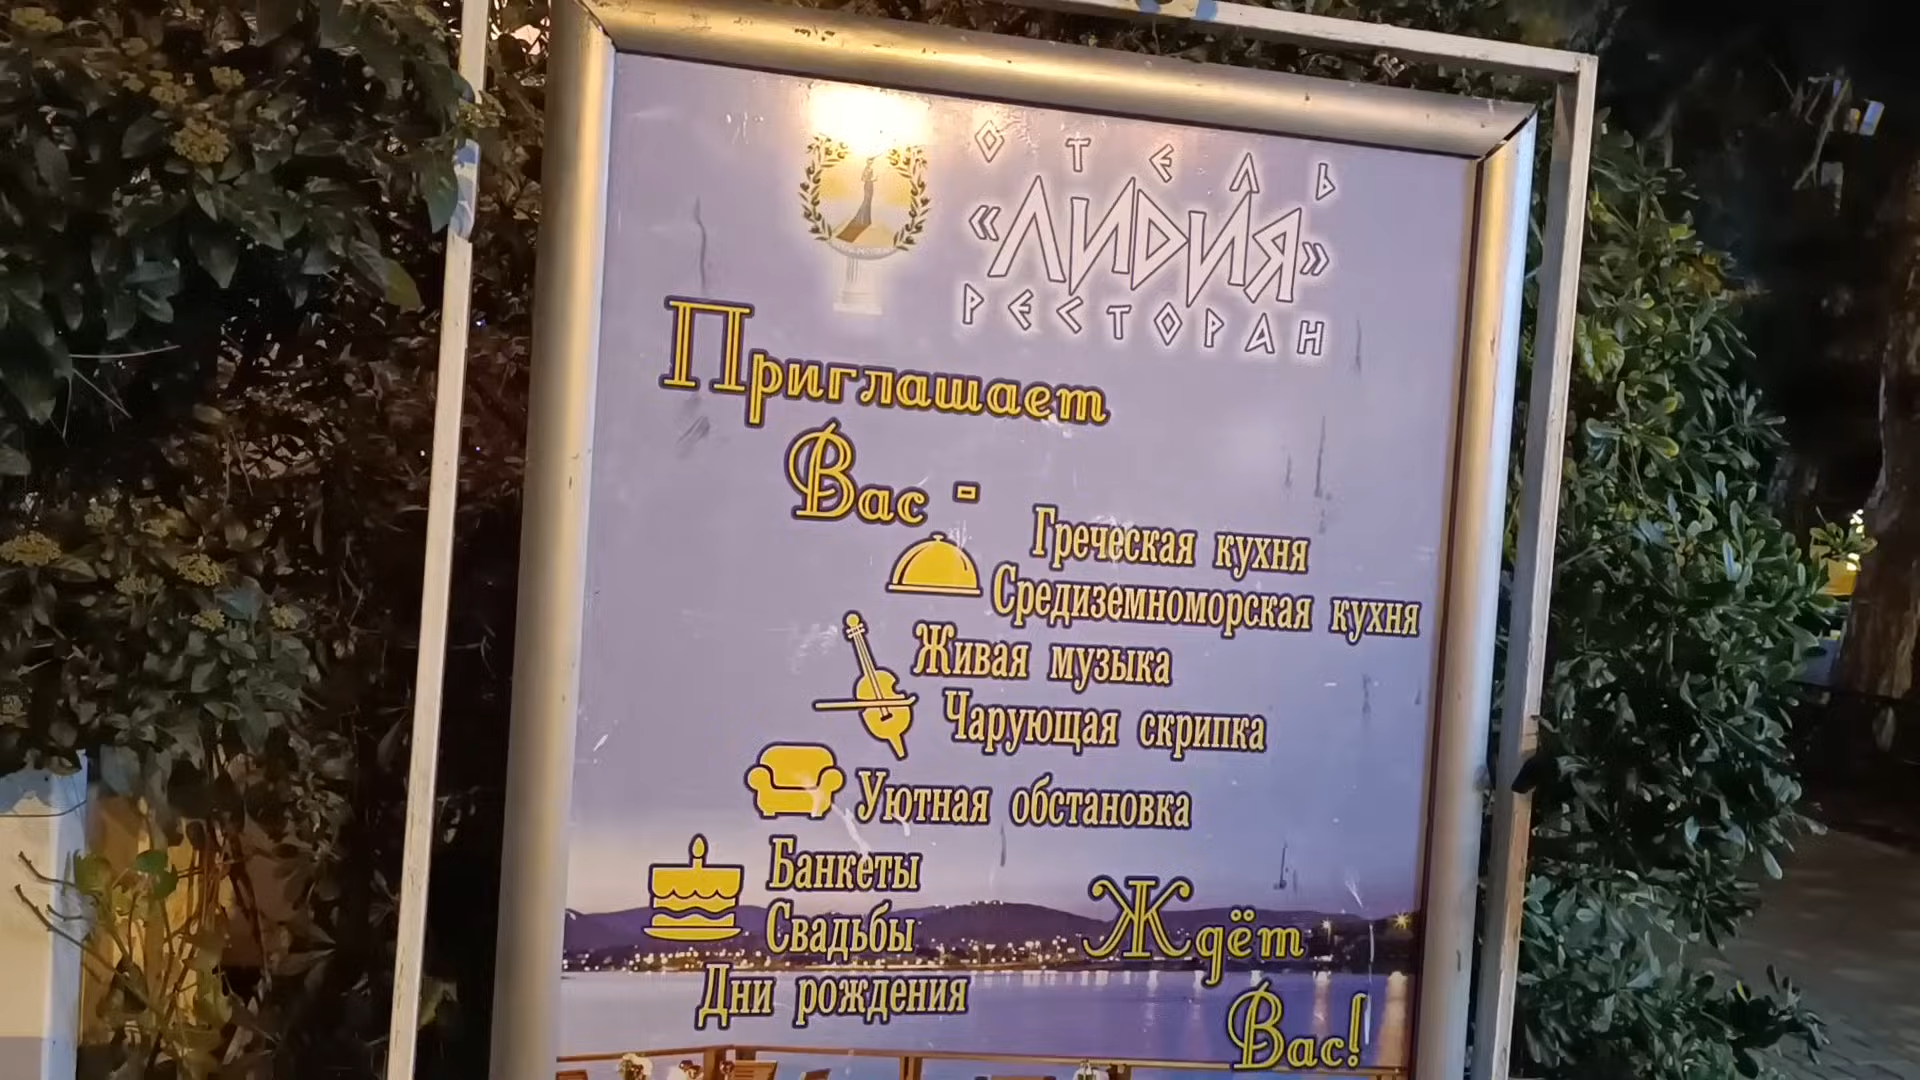 ОТЕЛЬ
«ЛИДИЯ»
РЕСТОРАН
Приглашает
Вас -
Греческая кухня
Средиземноморская кухня
Живая музыка
Чарующая скрипка
Уютная обстановка
Банкеты
Свадьбы
Дни рождения
Ждёт
Вас!